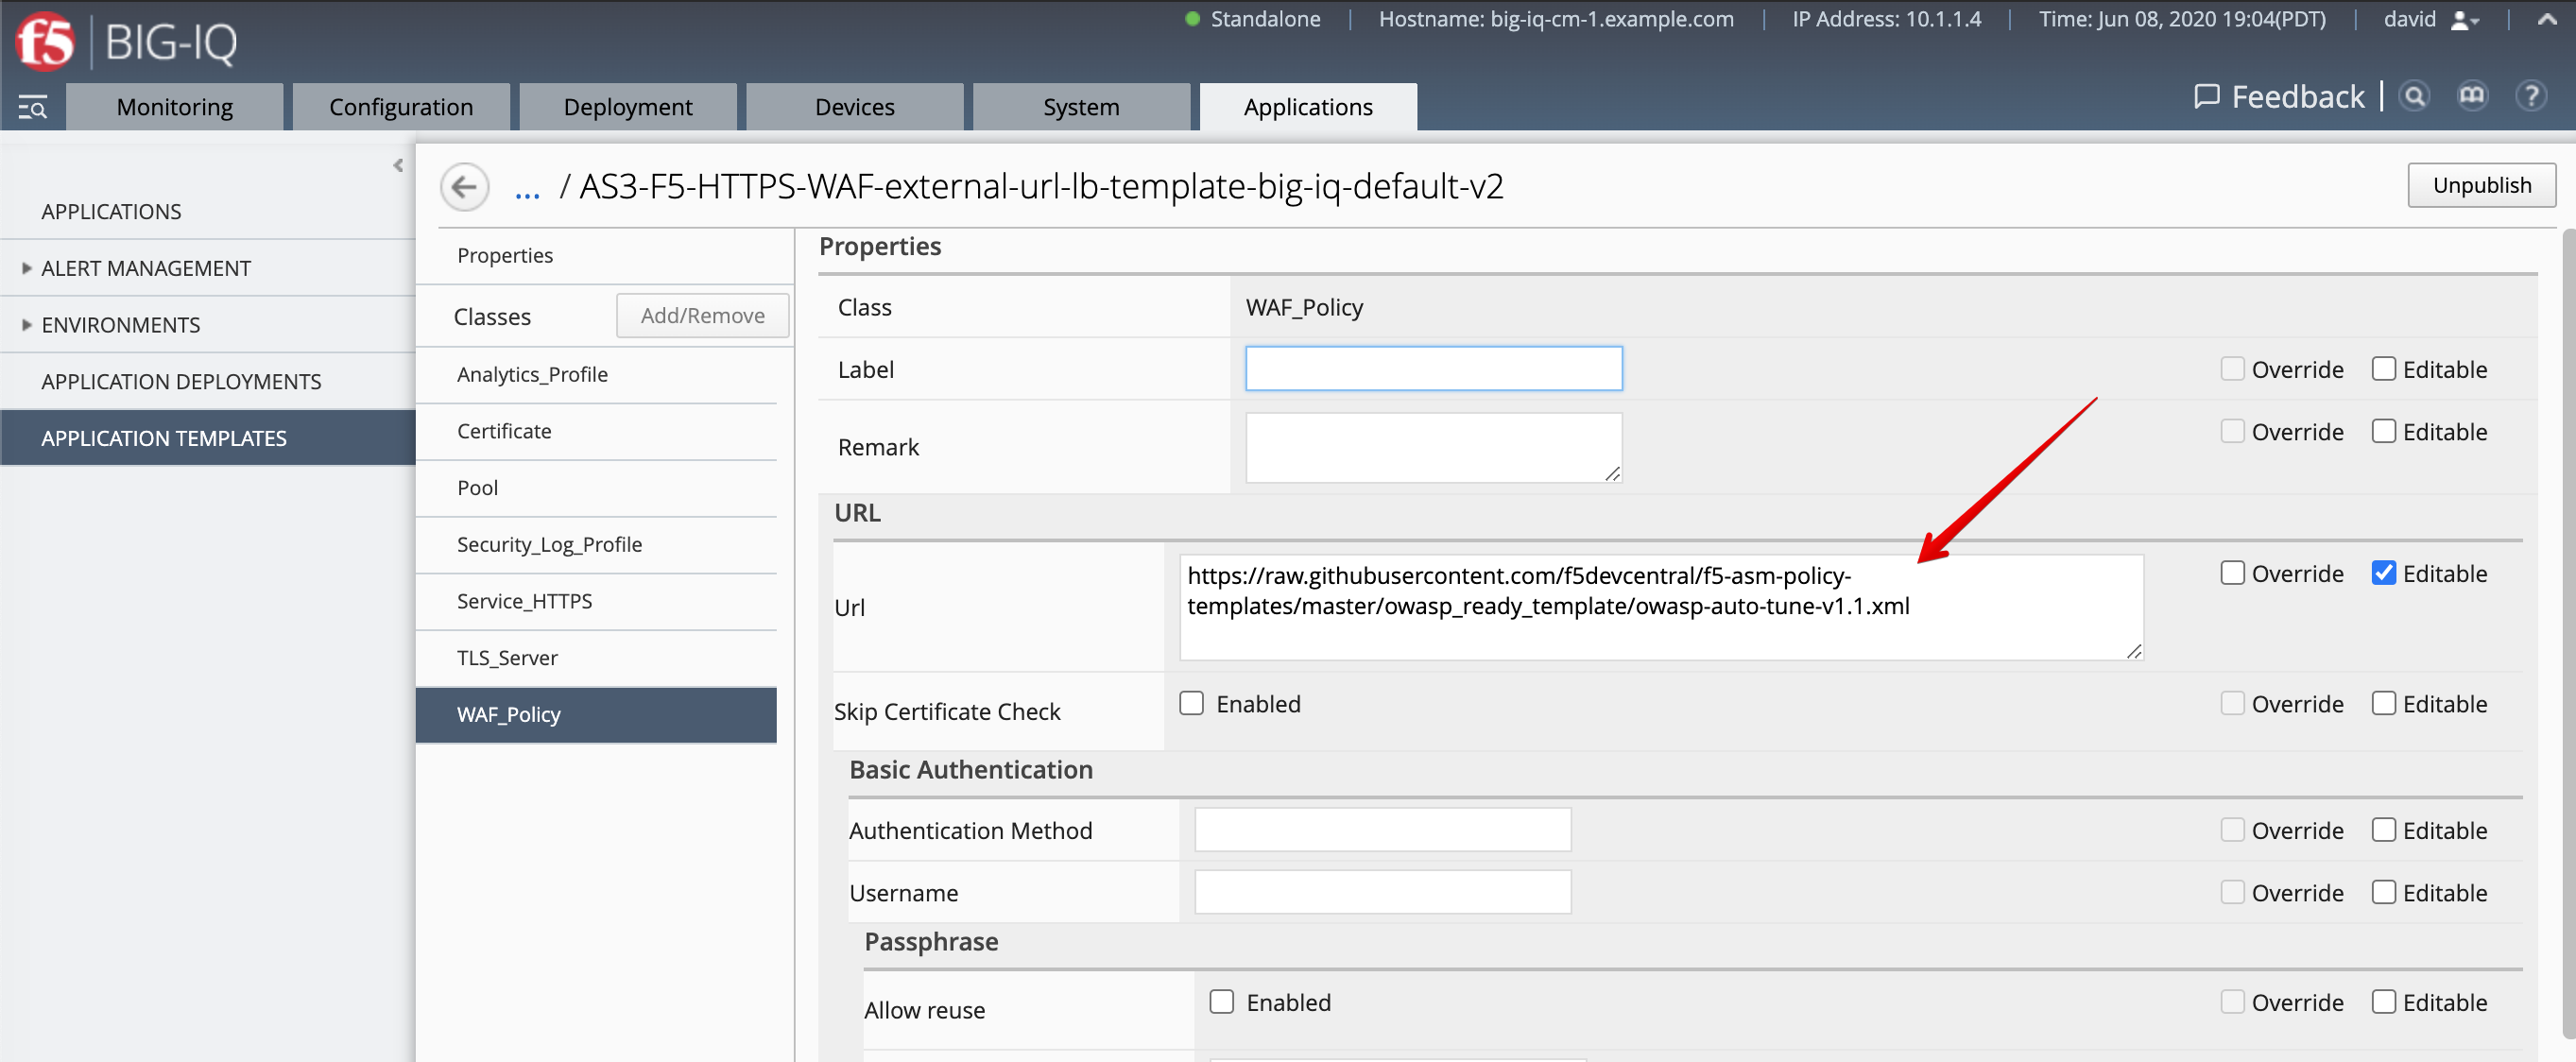 f5 BIG-IQ
Standalone
Hostname: big-iq-cm-1.example.com
IP Address: 10.1.1.4
Time: Jun 08, 2020 19:04(PDT)
david
Monitoring
Configuration
Deployment
Devices
System
Applications
Feedback
?
APPLICATIONS
ALERT MANAGEMENT
ENVIRONMENTS
APPLICATION DEPLOYMENTS
APPLICATION TEMPLATES
... / AS3-F5-HTTPS-WAF-external-url-lb-template-big-iq-default-v2
Unpublish
Properties
Classes Add/Remove
Analytics_Profile
Certificate
Pool
Security_Log_Profile
Service_HTTPS
TLS_Server
WAF_Policy
Properties
Class WAF_Policy
Label Override Editable
Remark Override Editable
URL
Url
https://raw.githubusercontent.com/f5devcentral/f5-asm-policy-
templates/master/owasp_ready_template/owasp-auto-tune-v1.1.xml
Override Editable
Skip Certificate Check Enabled Override Editable
Basic Authentication
Authentication Method Override Editable
Username Override Editable
Passphrase
Allow reuse Enabled Override Editable